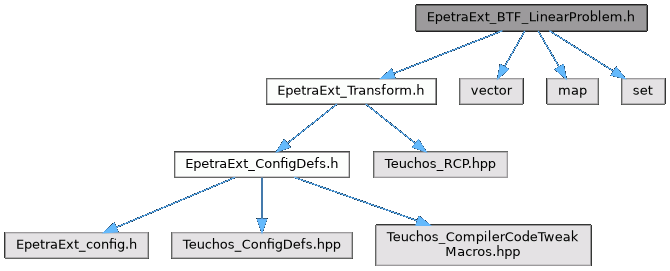 EpetraExt_BTF_LinearProblem.h
EpetraExt_Transform.h
vector
map
set
EpetraExt_ConfigDefs.h
Teuchos_RCP.hpp
EpetraExt_config.h
Teuchos_ConfigDefs.hpp
Teuchos_CompilerCodeTweak
Macros.hpp